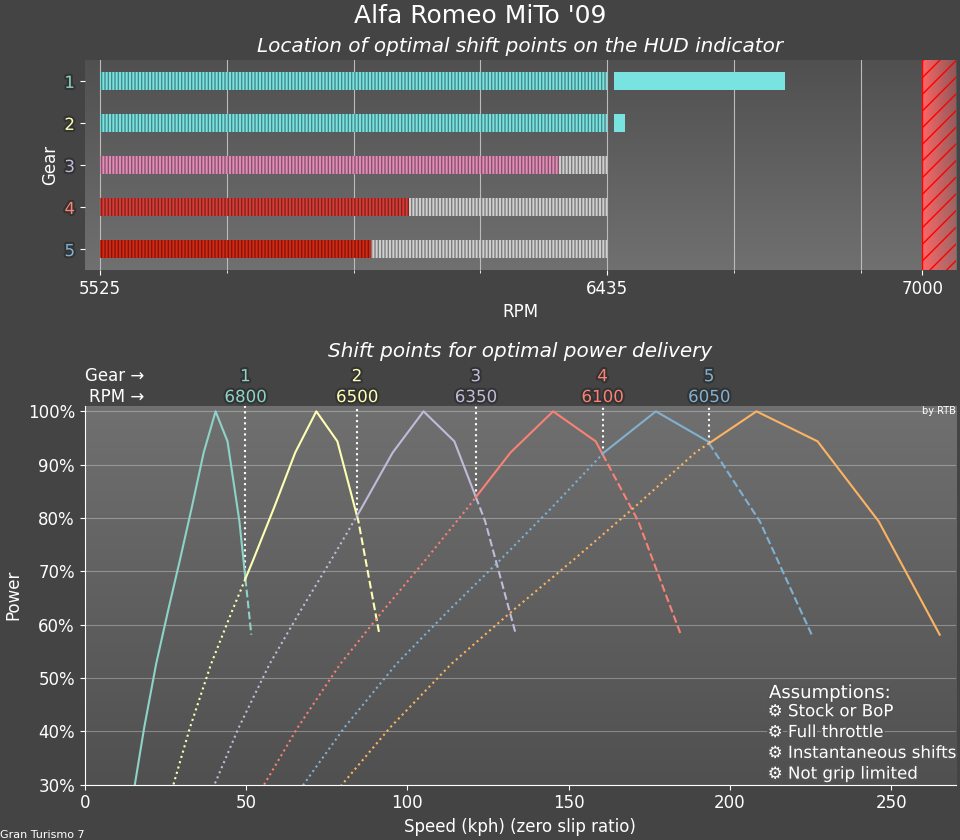 Alfa Romeo MiTo '09
Location of optimal shift points on the HUD indicator
Gear
1
2
3
4
5
5525 6435 7000
RPM
Shift points for optimal power delivery
Gear → 1 2 3 4 5
RPM → 6800 6500 6350 6100 6050
by RTB
Power
100%
90%
80%
70%
60%
50%
40%
30%
Assumptions:
⚙ Stock or BoP
⚙ Full throttle
⚙ Instantaneous shifts
⚙ Not grip limited
0 50 100 150 200 250
Speed (kph) (zero slip ratio)
Gran Turismo 7